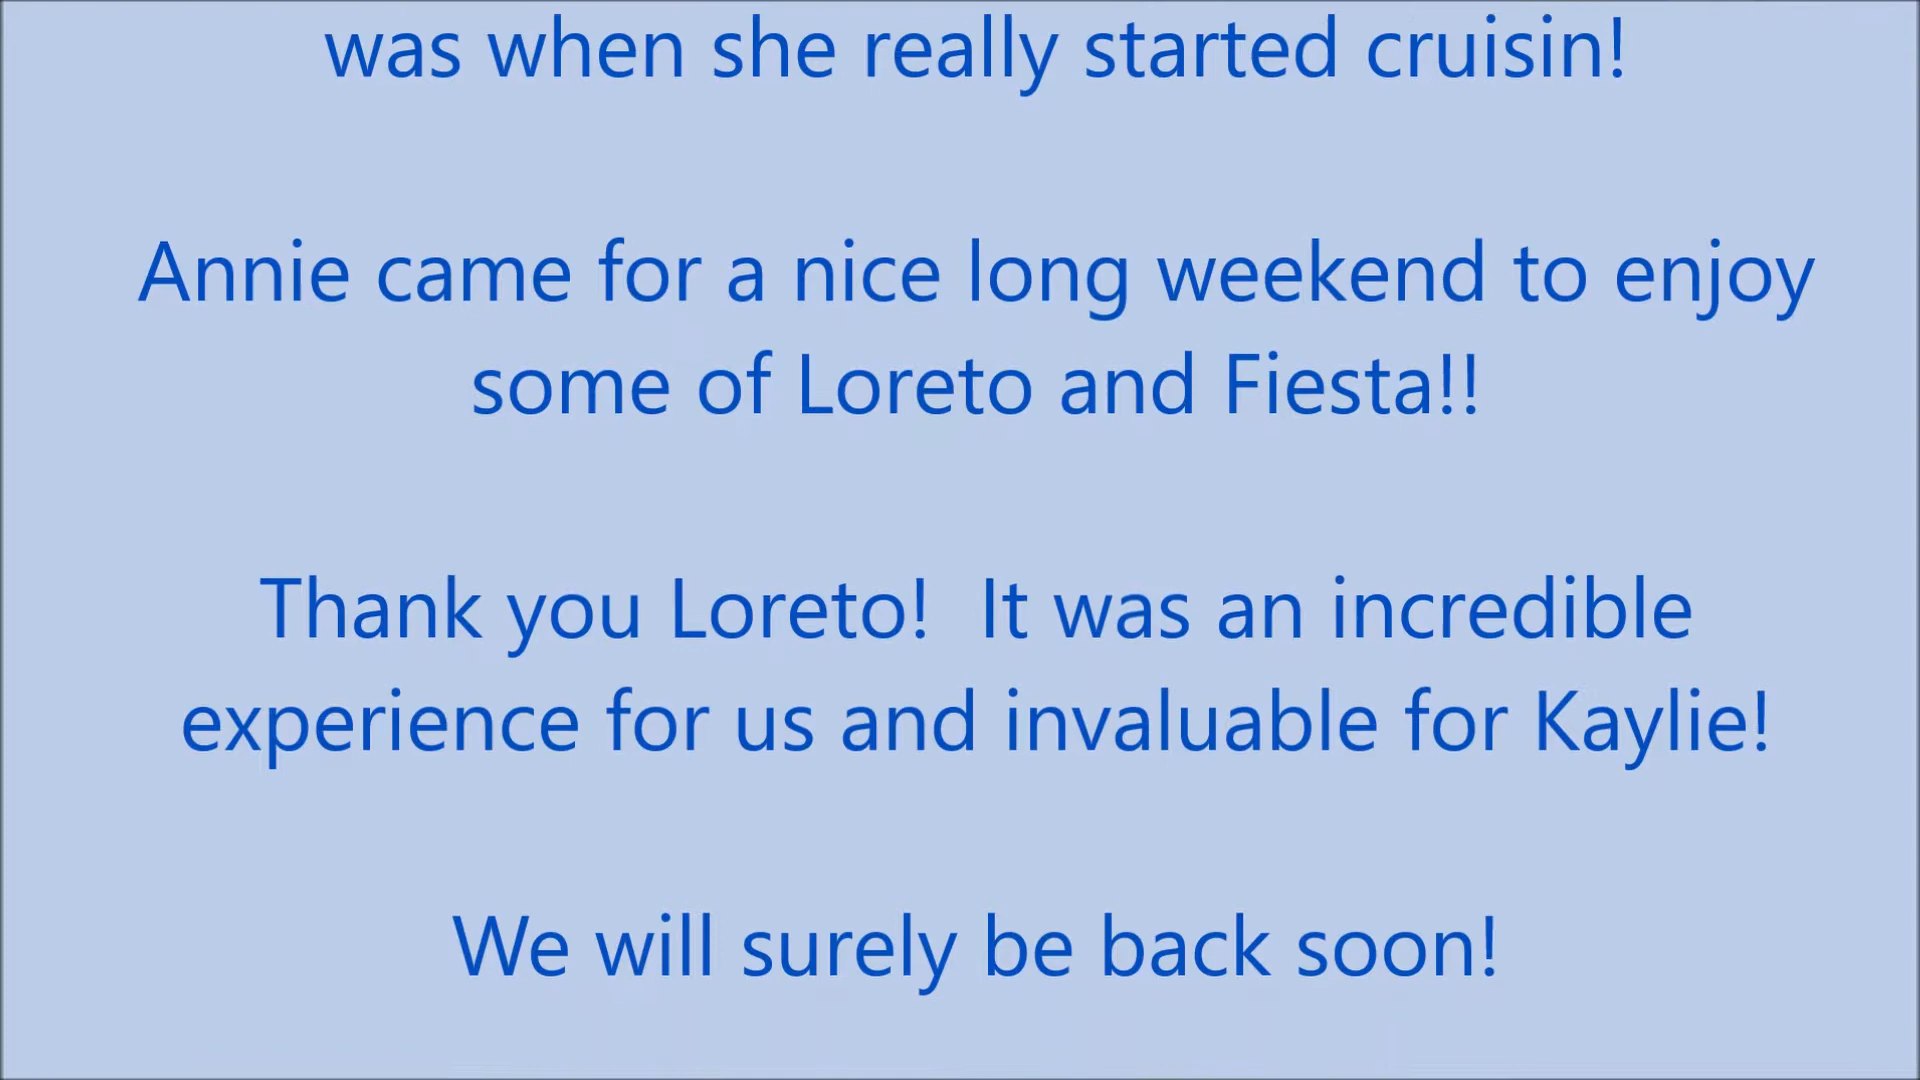 was when she really started cruisin!
Annie came for a nice long weekend to enjoy
some of Loreto and Fiesta!!
Thank you Loreto!  It was an incredible
experience for us and invaluable for Kaylie!
We will surely be back soon!